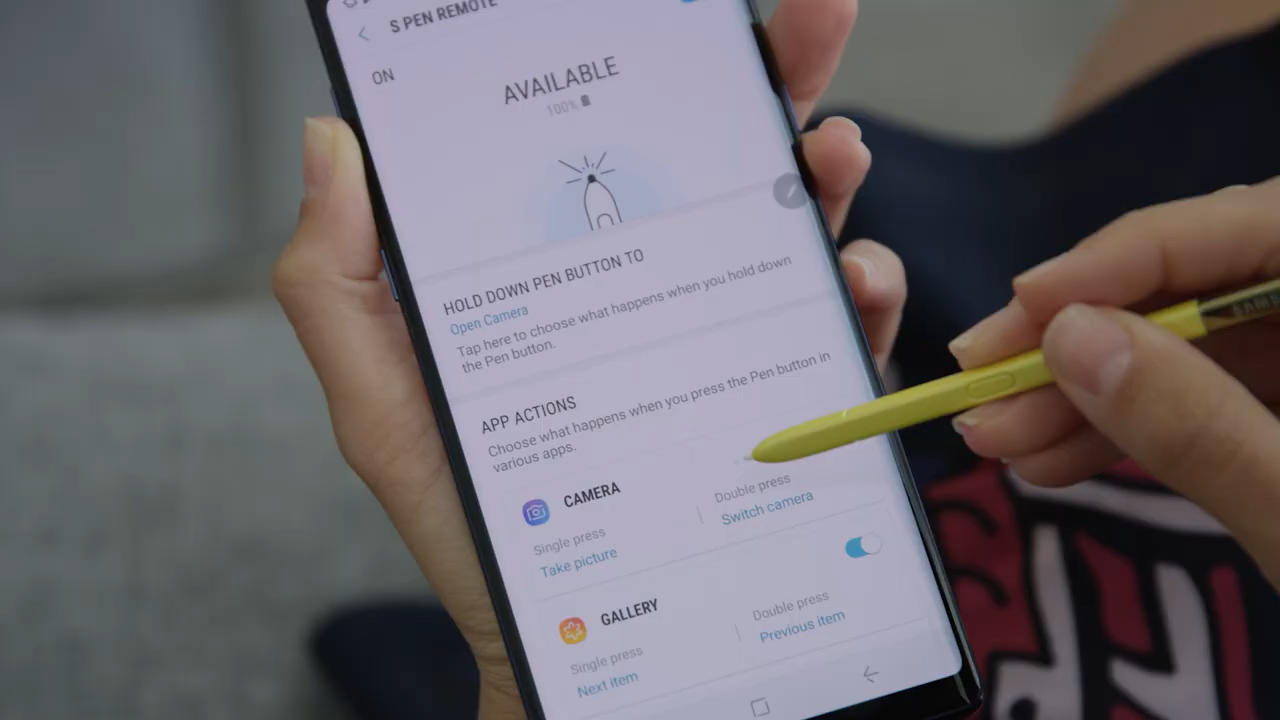 S PEN REMOTE
ON
AVAILABLE
100%
HOLD DOWN PEN BUTTON TO
Open Camera
Tap here to choose what happens when you hold down
the Pen button.
APP ACTIONS
Choose what happens when you press the Pen button in
various apps.
CAMERA
Single press
Take picture
Double press
Switch camera
GALLERY
Single press
Next item
Double press
Previous item